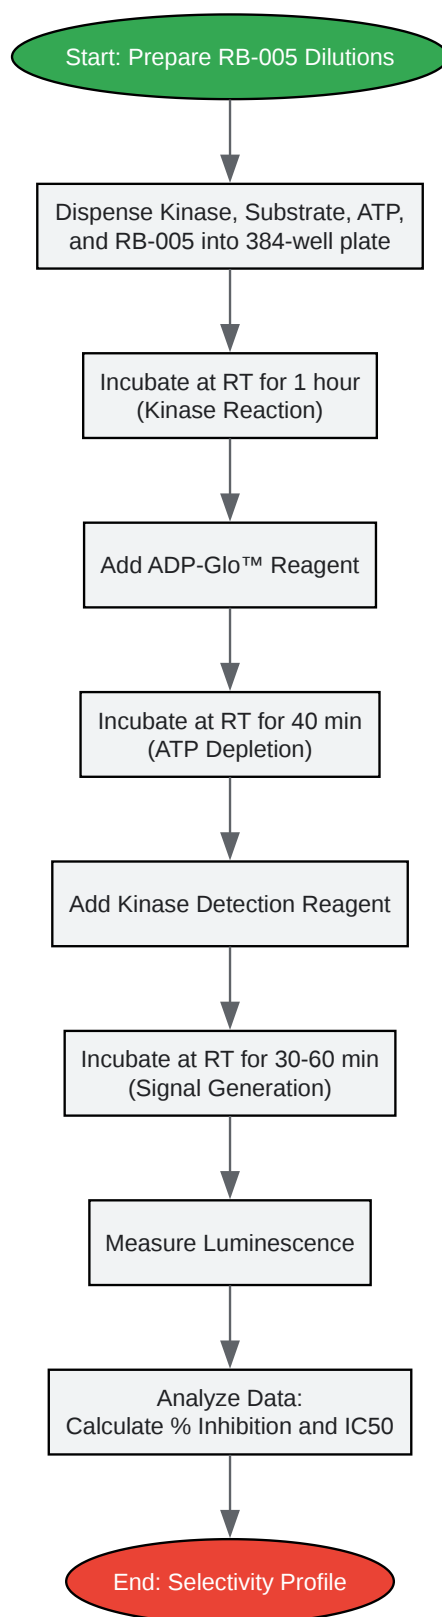 Start: Prepare RB-005 Dilutions
Dispense Kinase, Substrate, ATP,
and RB-005 into 384-well plate
Incubate at RT for 1 hour
(Kinase Reaction)
Add ADP-Glo™ Reagent
Incubate at RT for 40 min
(ATP Depletion)
Add Kinase Detection Reagent
Incubate at RT for 30-60 min
(Signal Generation)
Measure Luminescence
Analyze Data:
Calculate % Inhibition and IC50
End: Selectivity Profile